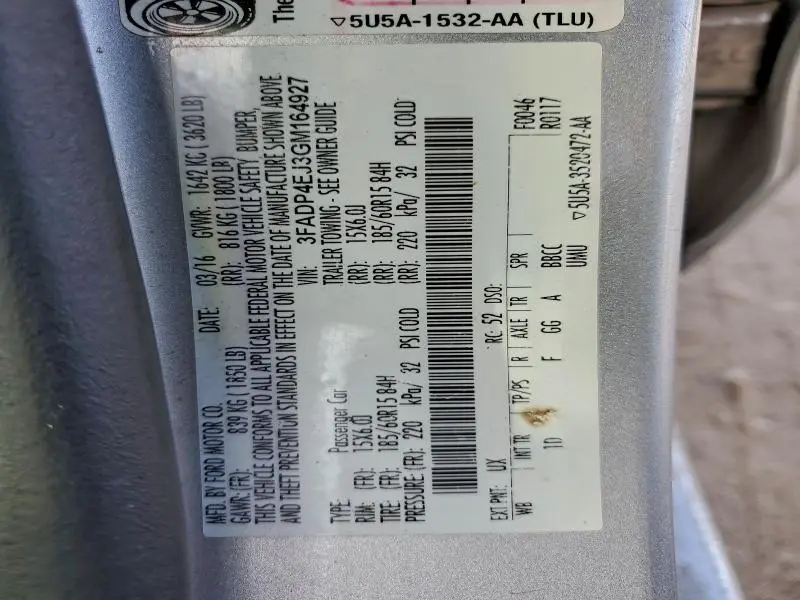 The
▽5U5A-1532-AA (TLU)
MFD. BY FORD MOTOR CO. DATE: 03/16 GVWR: 1642 KG ( 3620 LB)
GAWR: (FR): 839 KG ( 1850 LB) (RR): 816 KG ( 1800 LB)
THIS VEHICLE CONFORMS TO ALL APPLICABLE FEDERAL MOTOR VEHICLE SAFETY BUMPER,
AND THEFT PREVENTION STANDARDS IN EFFECT ON THE DATE OF MANUFACTURE SHOWN ABOVE.
VIN: 3FADP4EJ3GM164927
TYPE: Passenger Car TRAILER TOWING - SEE OWNER GUIDE
RIM: (FR): 15X6.0J (RR): 15X6.0J
TIRE: (FR): 185/60R15 84H (RR): 185/60R15 84H
PRESSURE: (FR): 220 kPa/ 32 PSI COLD (RR): 220 kPa/ 32 PSI COLD
EXT PNT: UX RC: 52 DSO: F0046
WB INT TR TP/PS R AXLE TR SPR R0117
10 F GG A BBCC
UMU
▽5U5A-3520472-AA